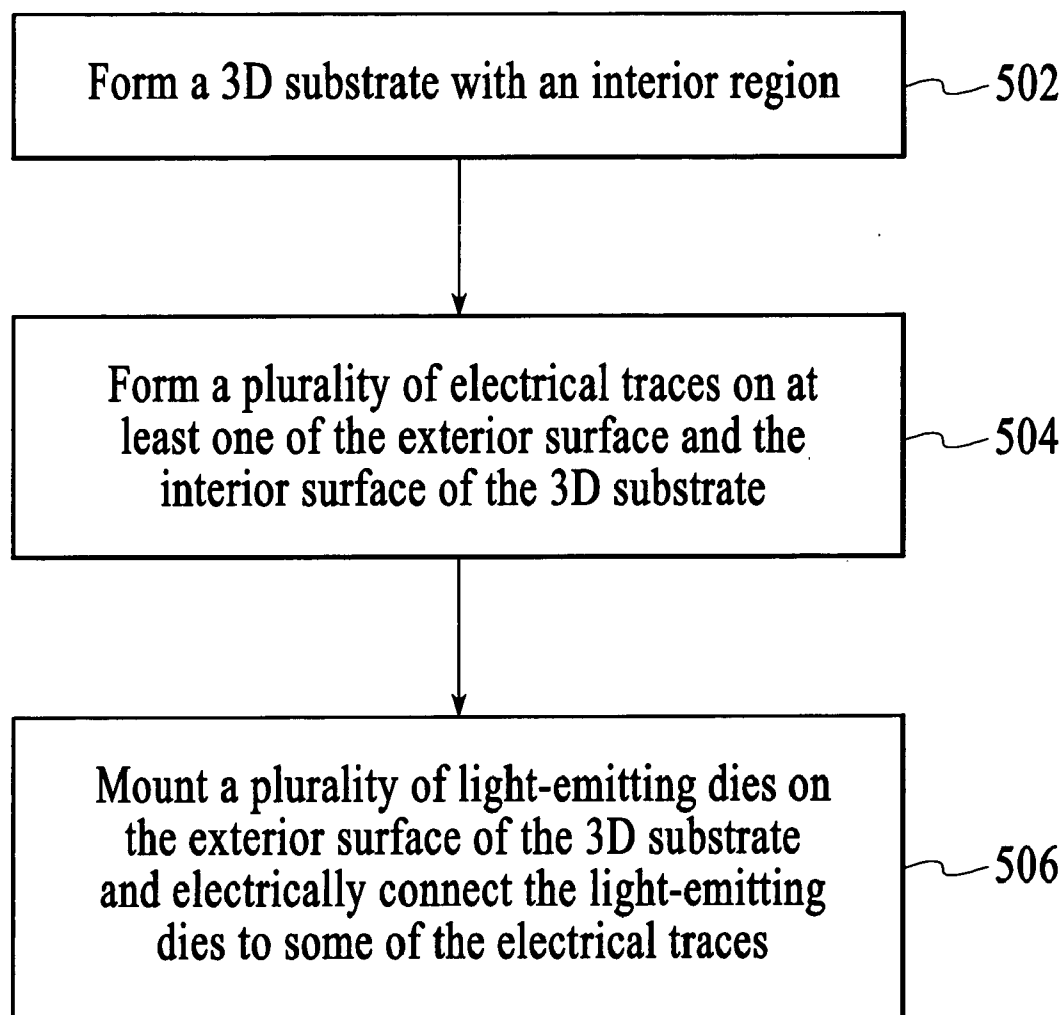 Form a 3D substrate with an interior region
502
Form a plurality of electrical traces on at
least one of the exterior surface and the
interior surface of the 3D substrate
504
Mount a plurality of light-emitting dies on
the exterior surface of the 3D substrate
and electrically connect the light-emitting
dies to some of the electrical traces
506